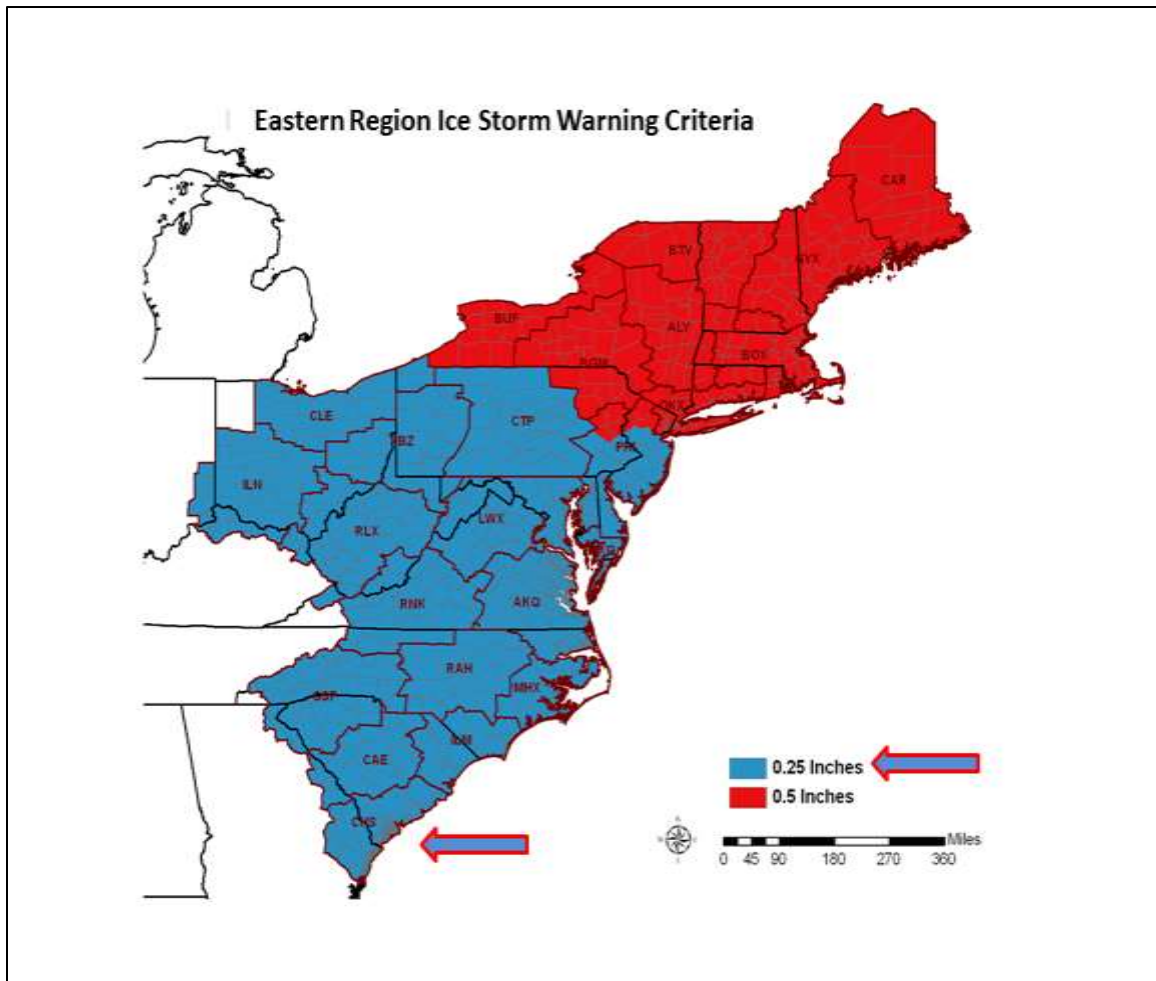 Eastern Region Ice Storm Warning Criteria
CAR
BTV
GYX
BUF
ALY
BGM
BOX
OKX
CLE
PBZ
CTP
PHI
ILN
LWX
RLX
RNK
AKQ
RAH
GSP
MHX
ILM
CAE
CHS
0.25 Inches
0.5 Inches
Miles
0 45 90 180 270 360